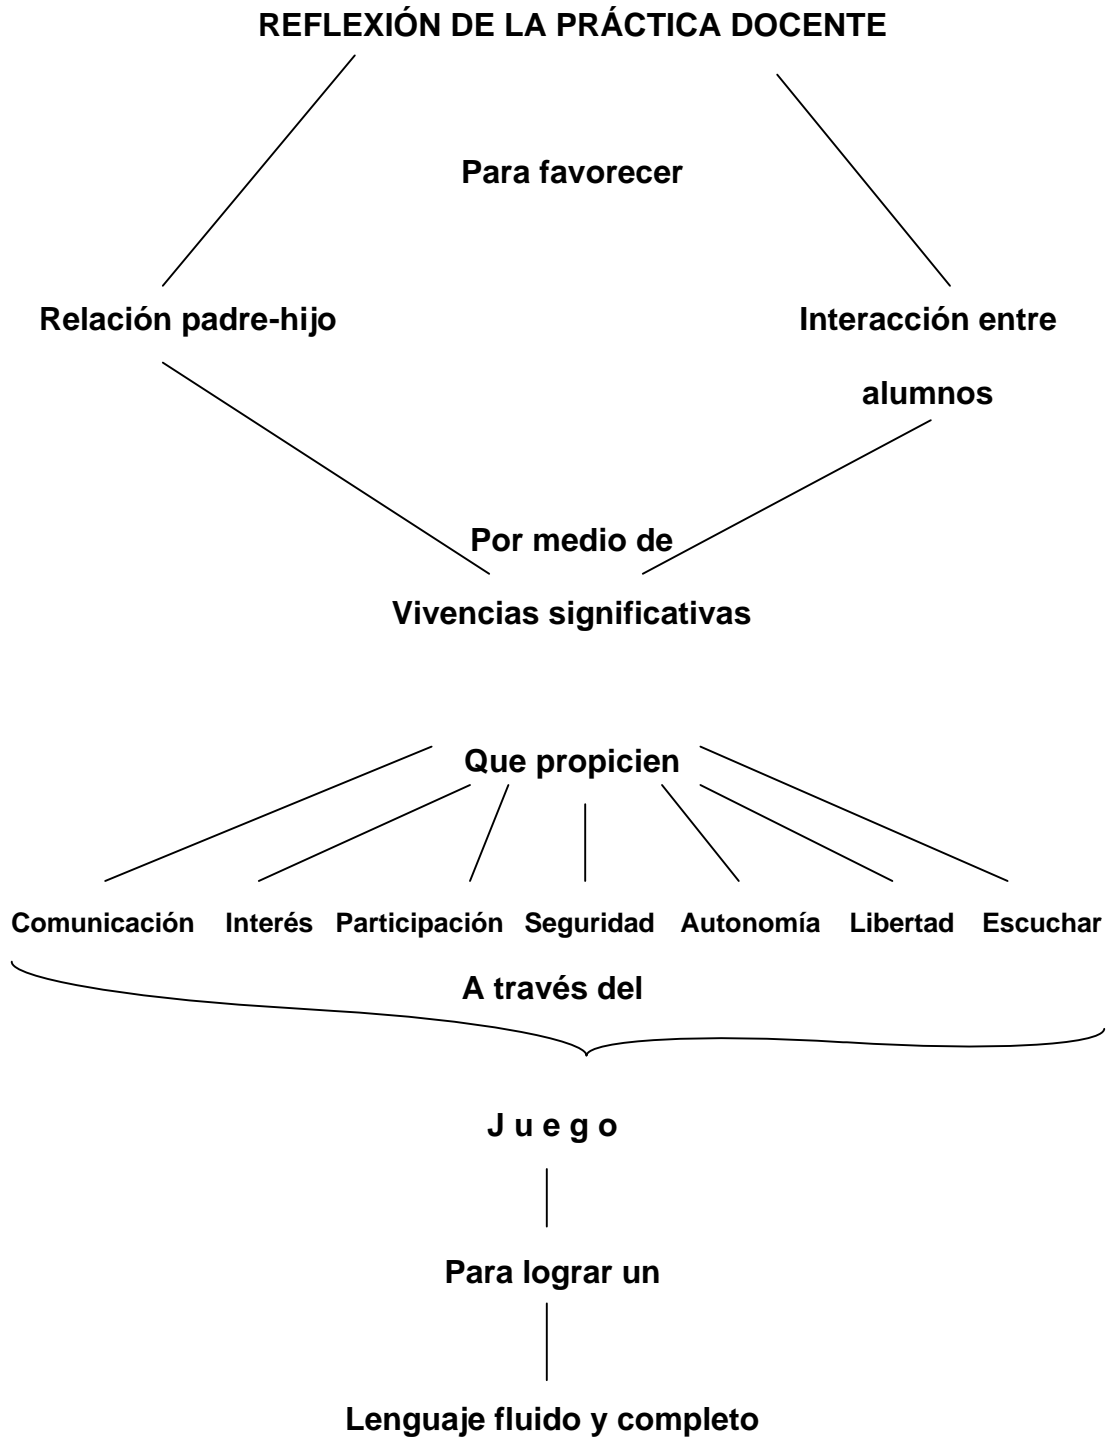 REFLEXIÓN DE LA PRÁCTICA DOCENTE
Para favorecer
Relación padre-hijo
Interacción entre
alumnos
Por medio de
Vivencias significativas
Que propicien
Comunicación Interés Participación Seguridad Autonomía Libertad Escuchar
A través del
J u e g o
Para lograr un
Lenguaje fluido y completo